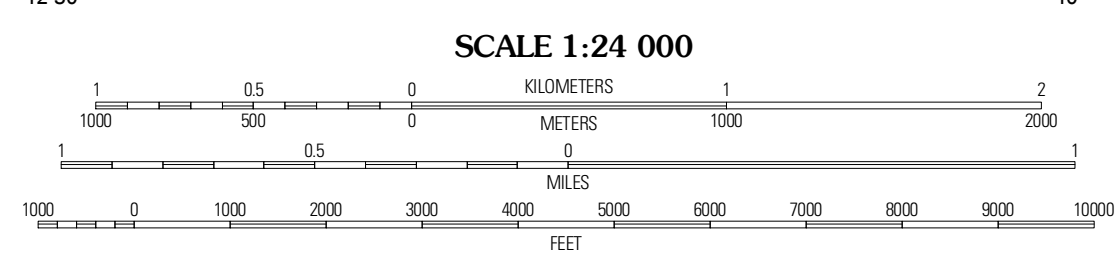 SCALE 1:24 000
1 0.5 0 KILOMETERS 1 2
1000 500 0 METERS 1000 2000
1 0.5 0 1
MILES
1000 0 1000 2000 3000 4000 5000 6000 7000 8000 9000 10000
FEET